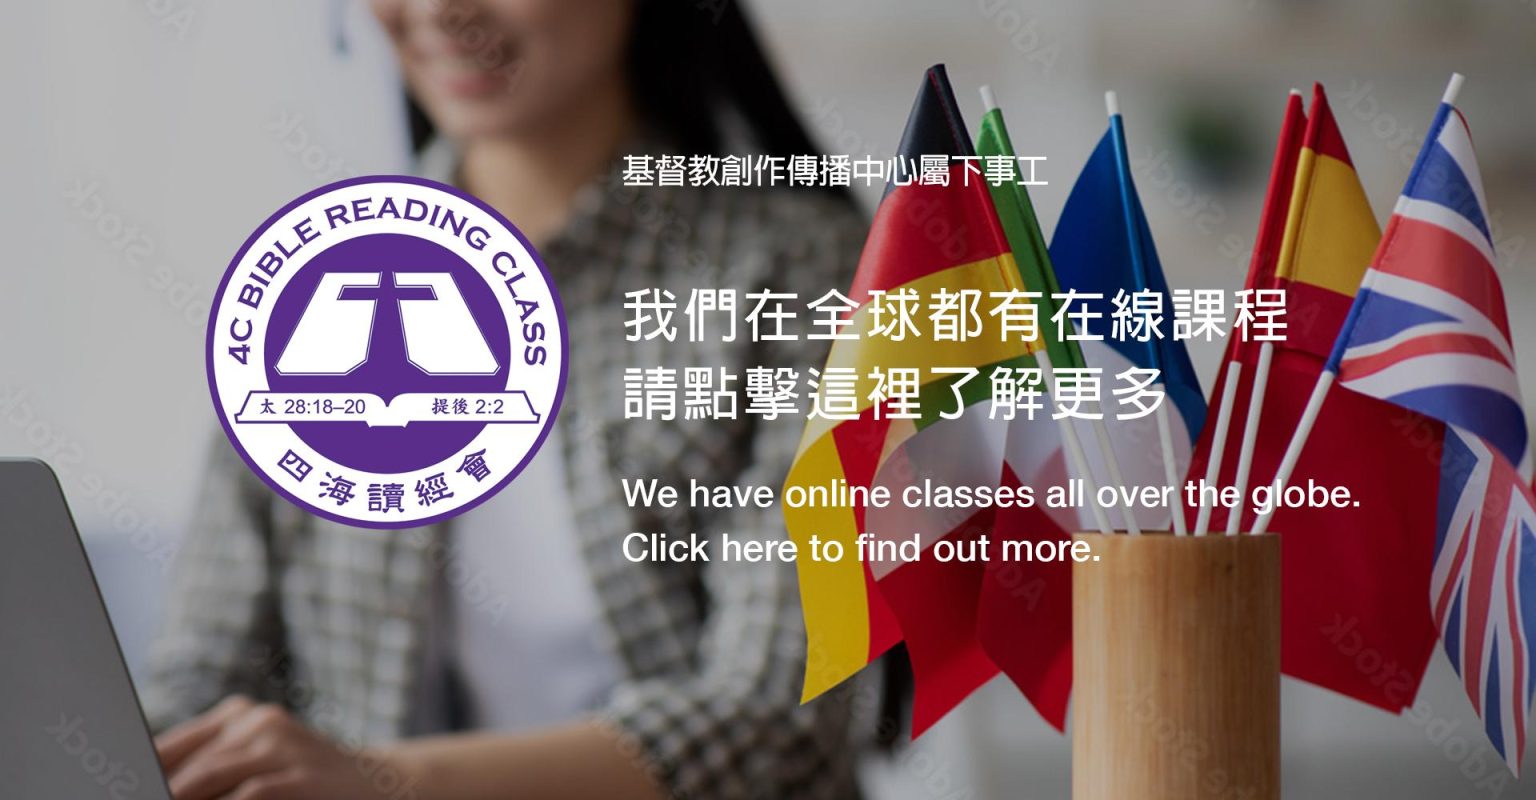 4C BIBLE READING CLASS
太 28:18–20
提後 2:2
四海讀經會
基督教創作傳播中心屬下事工
我們在全球都有在線課程
請點擊這裡了解更多
We have online classes all over the globe.
Click here to find out more.
Adobe Stock